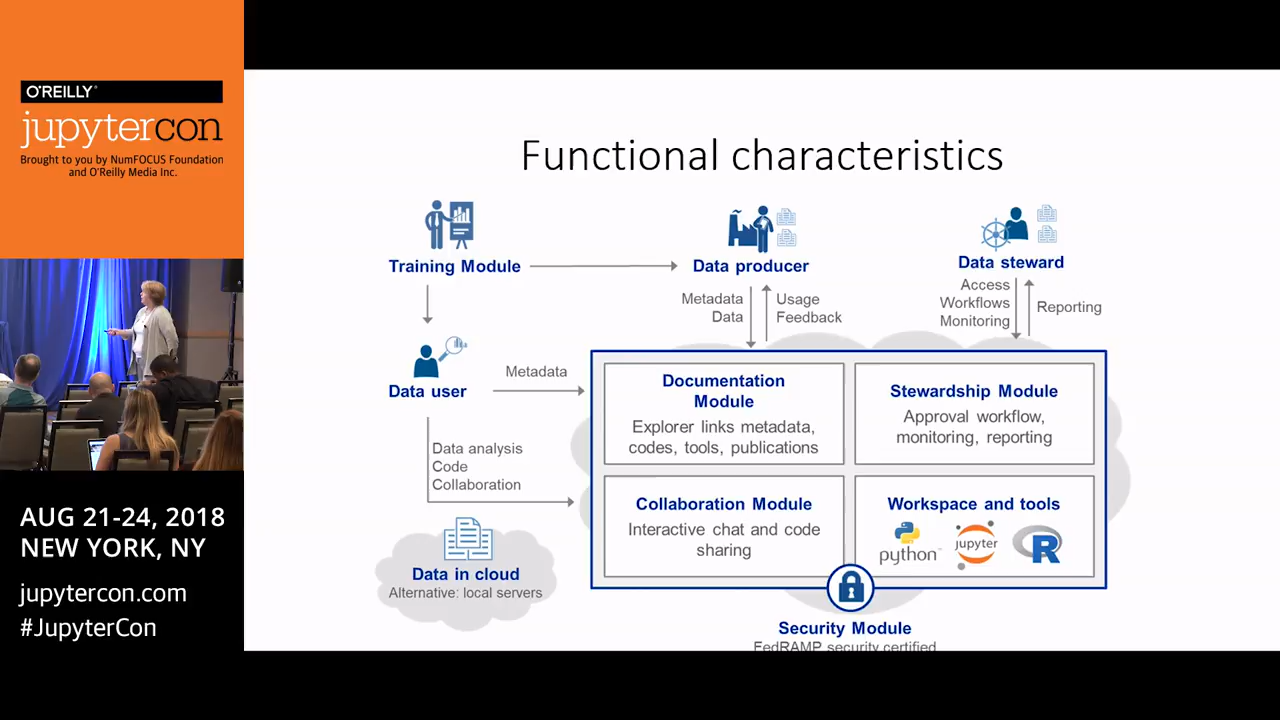 O'REILLY®
jupytercon
Brought to you by NumFOCUS Foundation
and O'Reilly Media Inc.
AUG 21-24, 2018
NEW YORK, NY
jupytercon.com
#JupyterCon
Functional characteristics
Training Module
Data producer
Data steward
Metadata
Data
Usage
Feedback
Access
Workflows
Monitoring
Reporting
Data user
Metadata
Data analysis
Code
Collaboration
Documentation
Module
Explorer links metadata,
codes, tools, publications
Stewardship Module
Approval workflow,
monitoring, reporting
Collaboration Module
Interactive chat and code
sharing
Workspace and tools
python
jupyter
R
Data in cloud
Alternative: local servers
Security Module
FedRAMP security certified